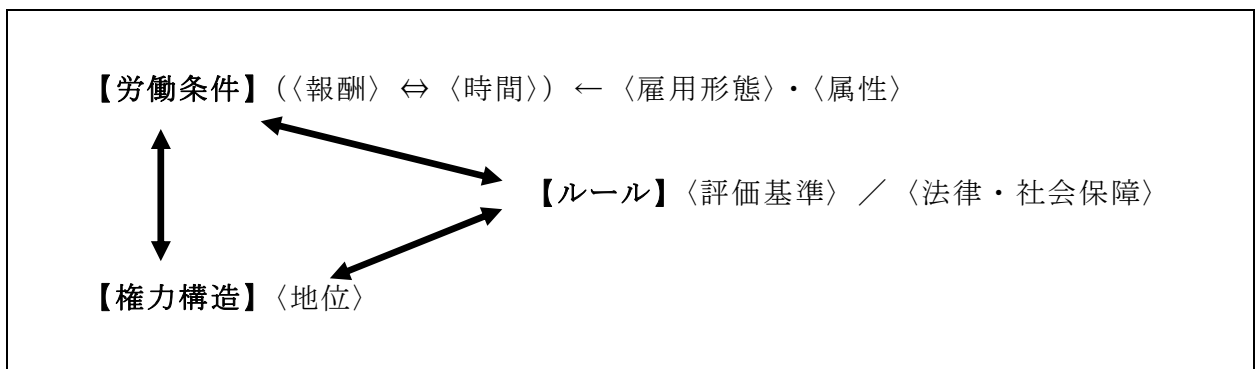 【労働条件】(〈報酬〉 ⇔ 〈時間〉) ← 〈雇用形態〉・〈属性〉
【ルール】〈評価基準〉 / 〈法律・社会保障〉
【権力構造】〈地位〉